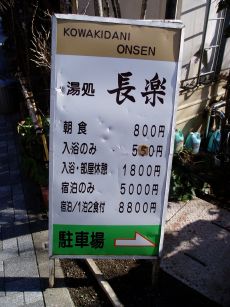 KOWAKIDANI
ONSEN
湯処 長楽
朝食 800円
入浴のみ 550円
入浴・部屋休憩 1800円
宿泊のみ 5000円
宿泊/1泊2食付 8800円
駐車場